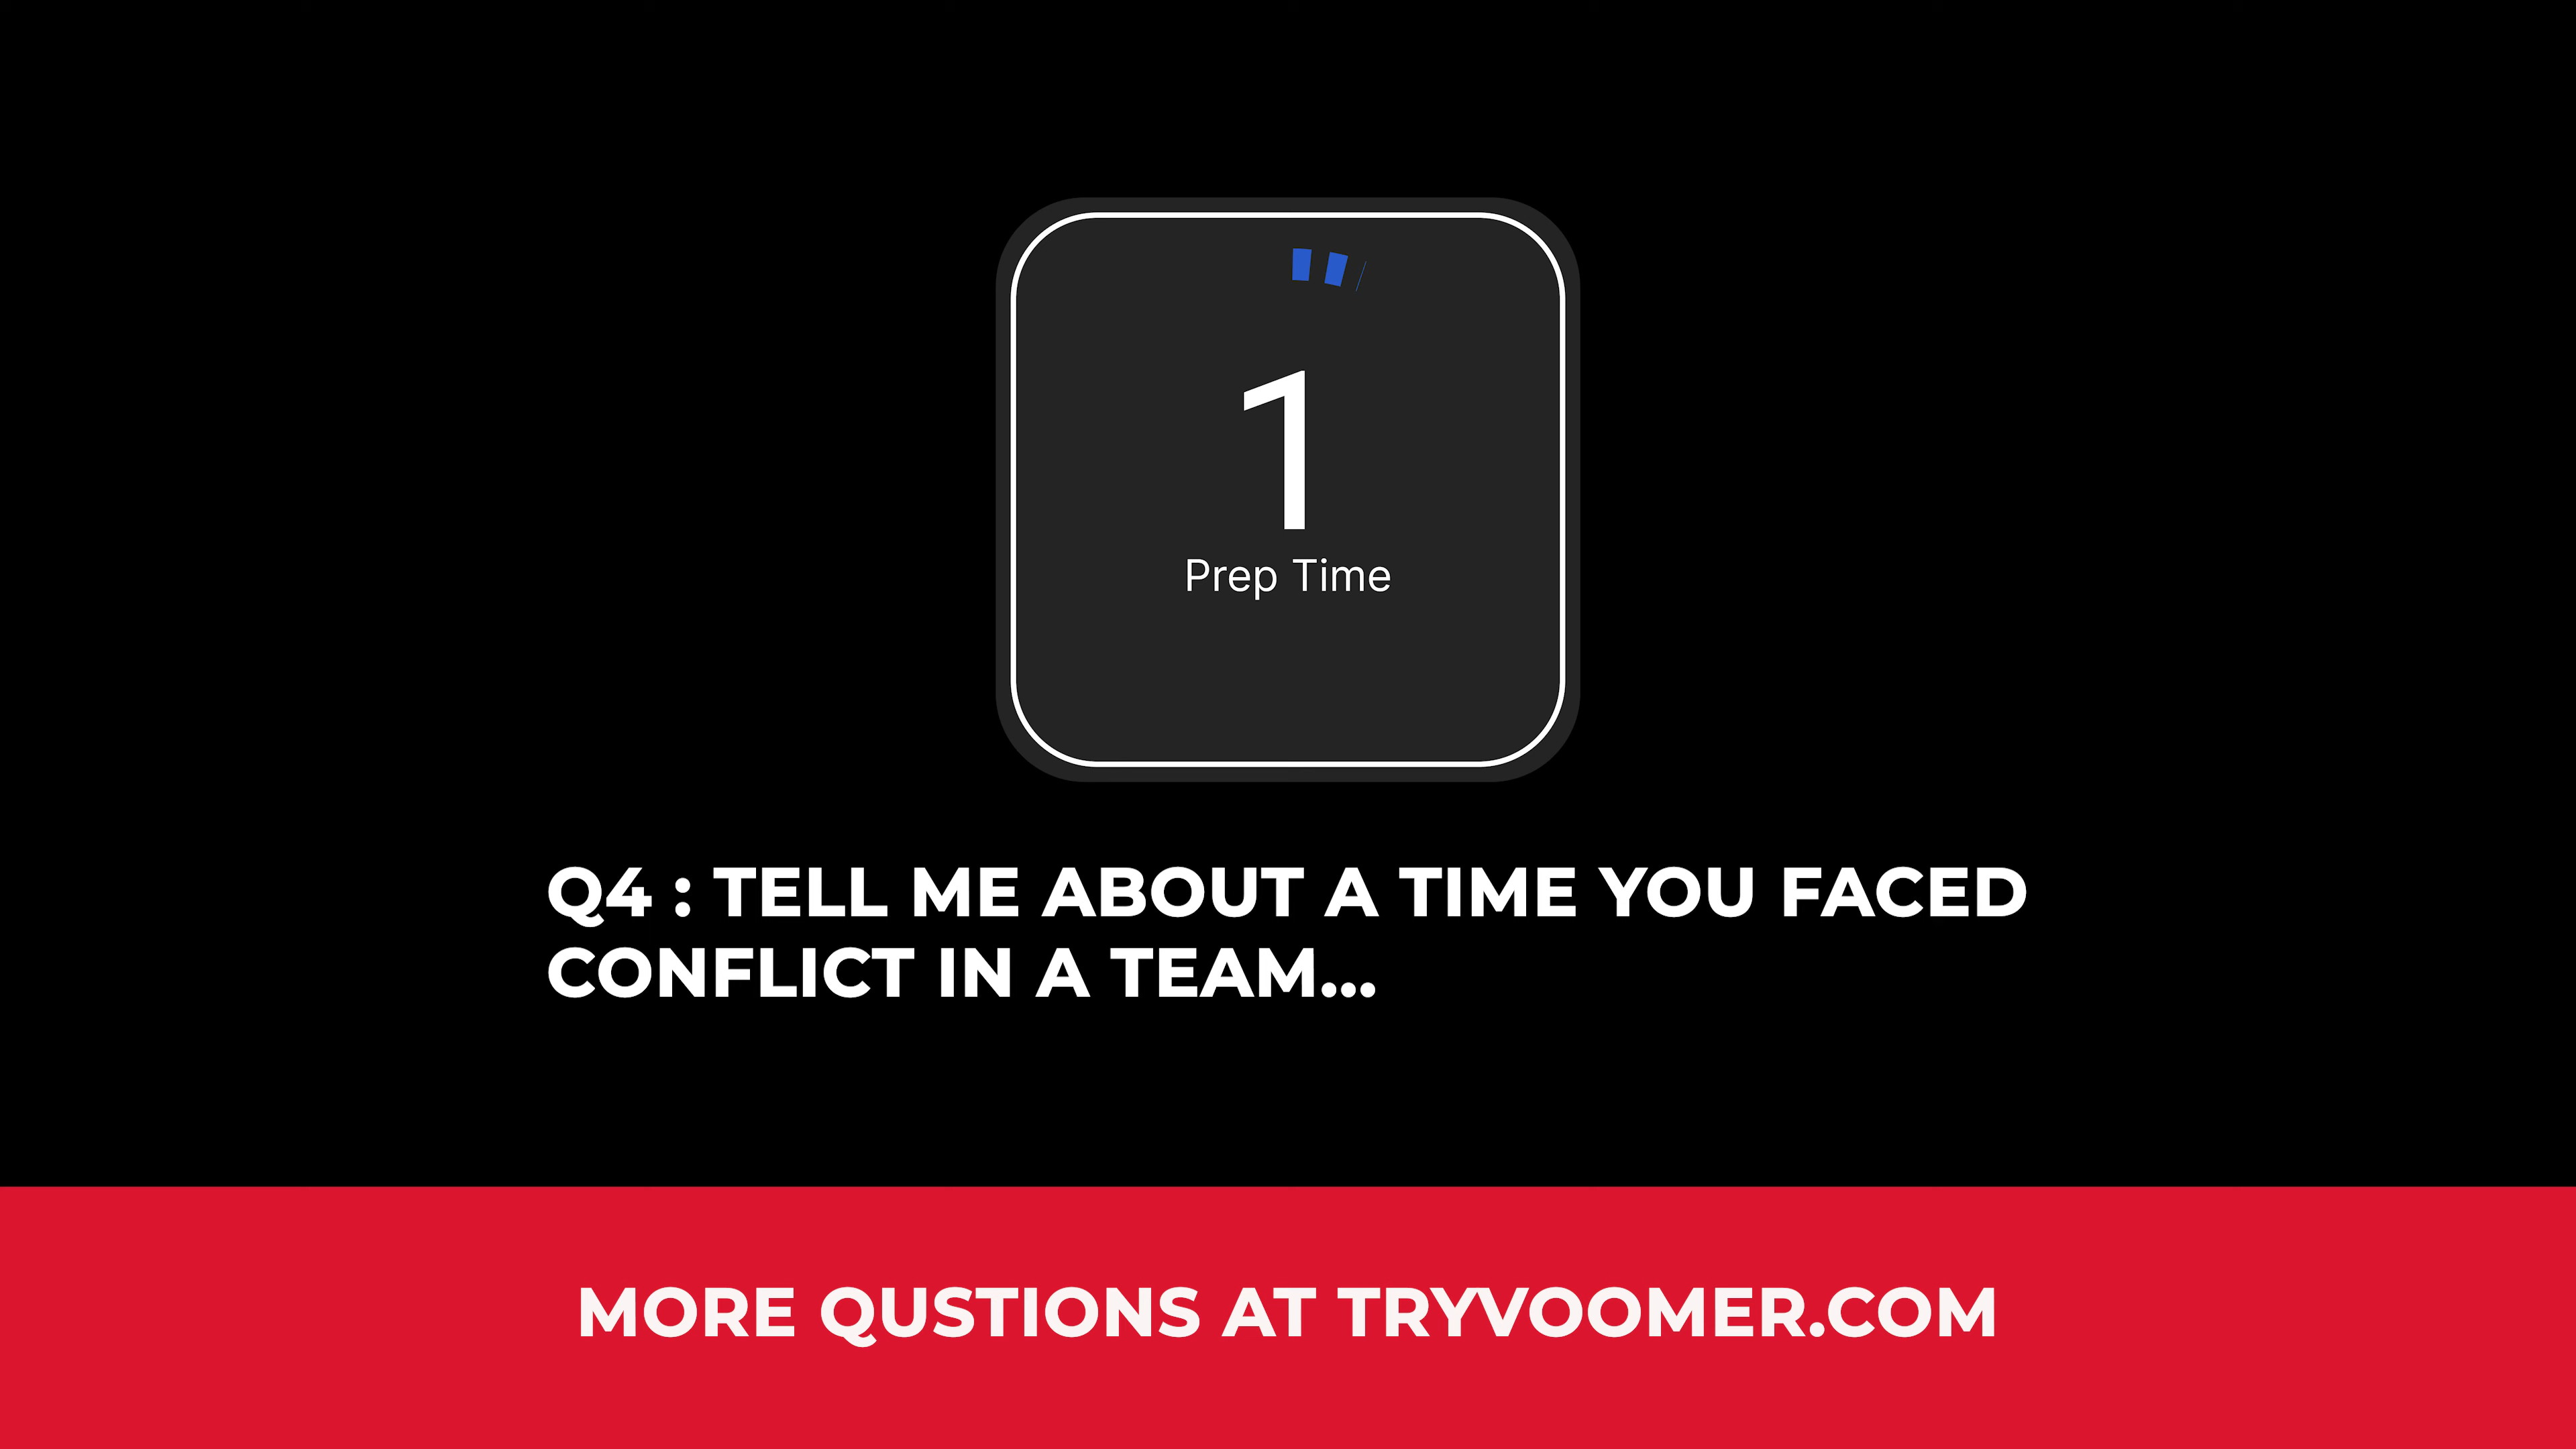 1
Prep Time
Q4 : TELL ME ABOUT A TIME YOU FACED
CONFLICT IN A TEAM...
MORE QUSTIONS AT TRYVOOMER.COM